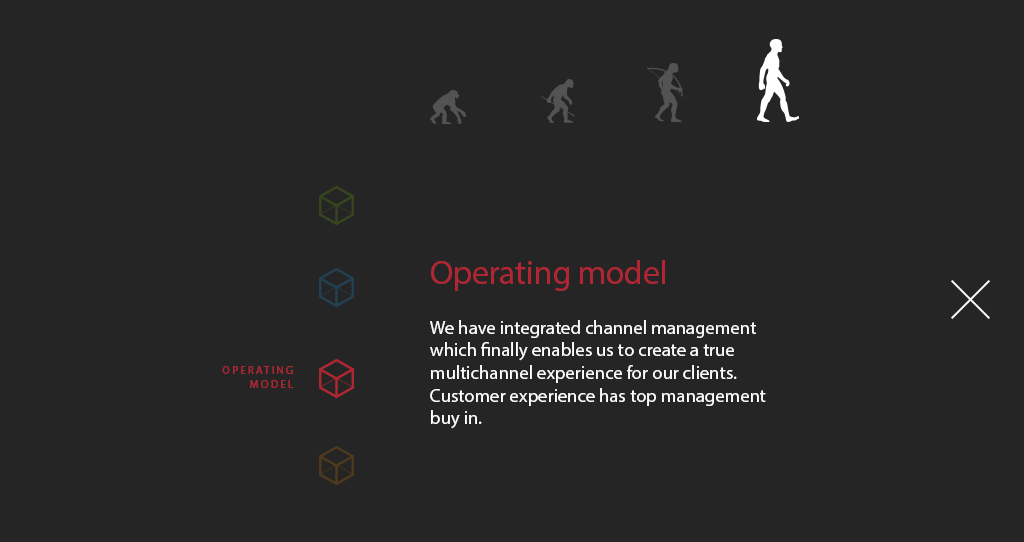 Operating model
We have integrated channel management
which finally enables us to create a true
multichannel experience for our clients.
Customer experience has top management
buy in.
OPERATING
MODEL